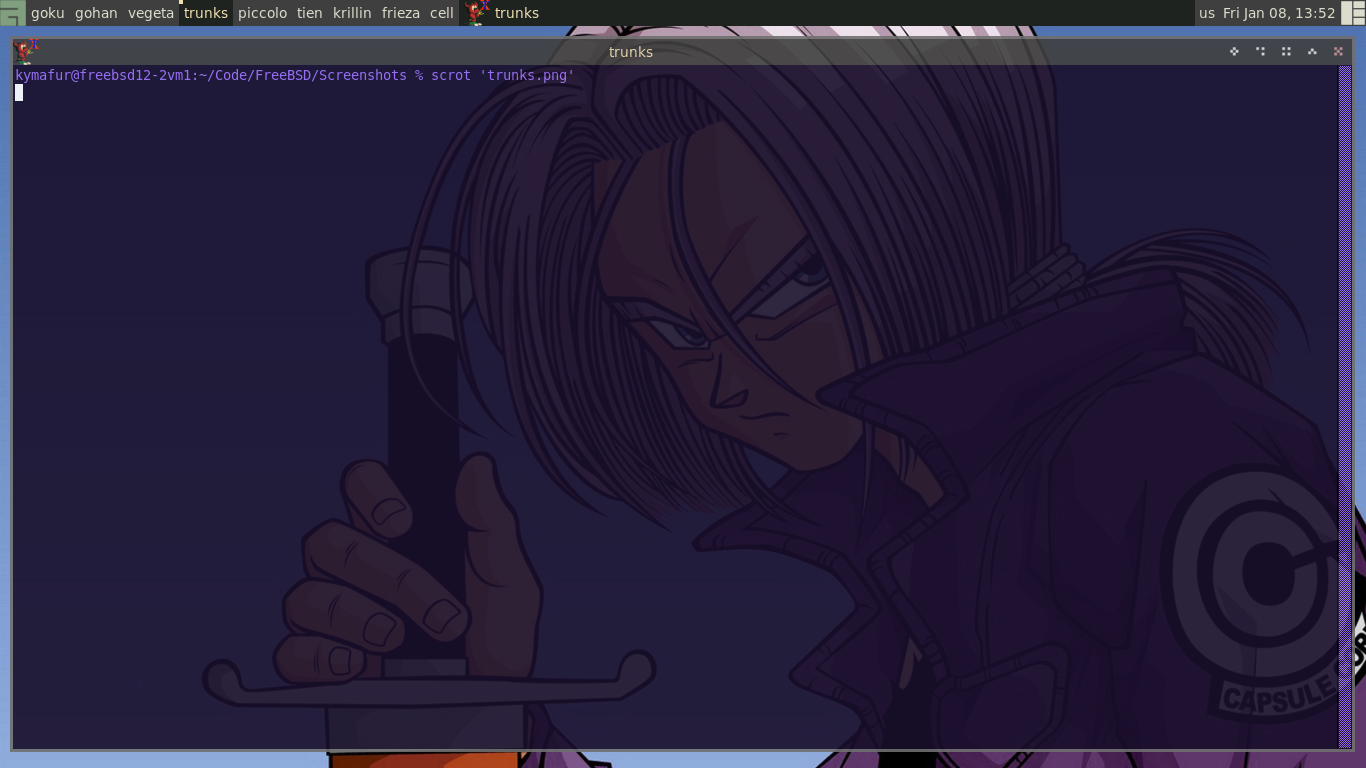 goku gohan vegeta trunks piccolo tien krillin frieza cell trunks us Fri Jan 08, 13:52
trunks
kymafur@freebsd12-2vm1:~/Code/FreeBSD/Screenshots % scrot 'trunks.png'
CAPSULE